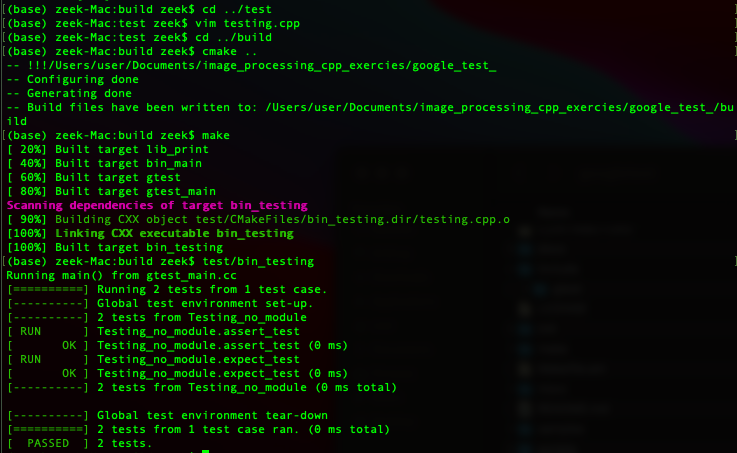 (base) zeek-Mac:build zeek$ cd ../test
(base) zeek-Mac:test zeek$ vim testing.cpp
(base) zeek-Mac:test zeek$ cd ../build
(base) zeek-Mac:build zeek$ cmake ..
-- !!!/Users/user/Documents/image_processing_cpp_exercies/google_test_
-- Configuring done
-- Generating done
-- Build files have been written to: /Users/user/Documents/image_processing_cpp_exercies/google_test_/bu
ild
(base) zeek-Mac:build zeek$ make
[ 20%] Built target lib_print
[ 40%] Built target bin_main
[ 60%] Built target gtest
[ 80%] Built target gtest_main
Scanning dependencies of target bin_testing
[ 90%] Building CXX object test/CMakeFiles/bin_testing.dir/testing.cpp.o
[100%] Linking CXX executable bin_testing
[100%] Built target bin_testing
(base) zeek-Mac:build zeek$ test/bin_testing
Running main() from gtest_main.cc
[==========] Running 2 tests from 1 test case.
[----------] Global test environment set-up.
[----------] 2 tests from Testing_no_module
[ RUN      ] Testing_no_module.assert_test
[       OK ] Testing_no_module.assert_test (0 ms)
[ RUN      ] Testing_no_module.expect_test
[       OK ] Testing_no_module.expect_test (0 ms)
[----------] 2 tests from Testing_no_module (0 ms total)

[----------] Global test environment tear-down
[==========] 2 tests from 1 test case ran. (0 ms total)
[  PASSED  ] 2 tests.